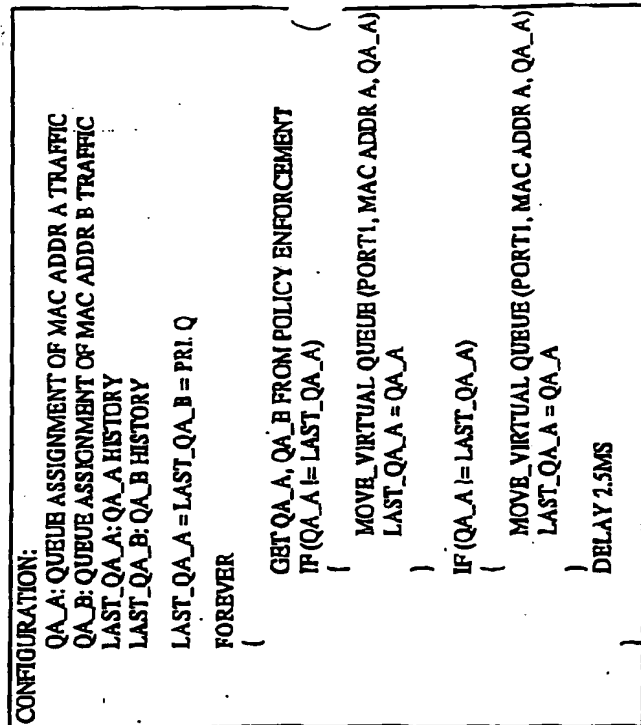 CONFIGURATION:
QA_A: QUEUE ASSIGNMENT OF MAC ADDR A TRAFFIC
QA_B: QUEUE ASSIGNMENT OF MAC ADDR B TRAFFIC
LAST_QA_A: QA_A HISTORY
LAST_QA_B: QA_B HISTORY
LAST_QA_A = LAST_QA_B = PRI. Q
FOREVER
{
GET QA_A, QA_B FROM POLICY ENFORCEMENT
IF (QA_A != LAST_QA_A)
{
MOVE_VIRTUAL QUEUE (PORT1, MAC ADDR A, QA_A)
LAST_QA_A = QA_A
}
IF (QA_A != LAST_QA_A)
{
MOVE_VIRTUAL QUEUE (PORT1, MAC ADDR A, QA_A)
LAST_QA_A = QA_A
}
DELAY 2.5MS
}